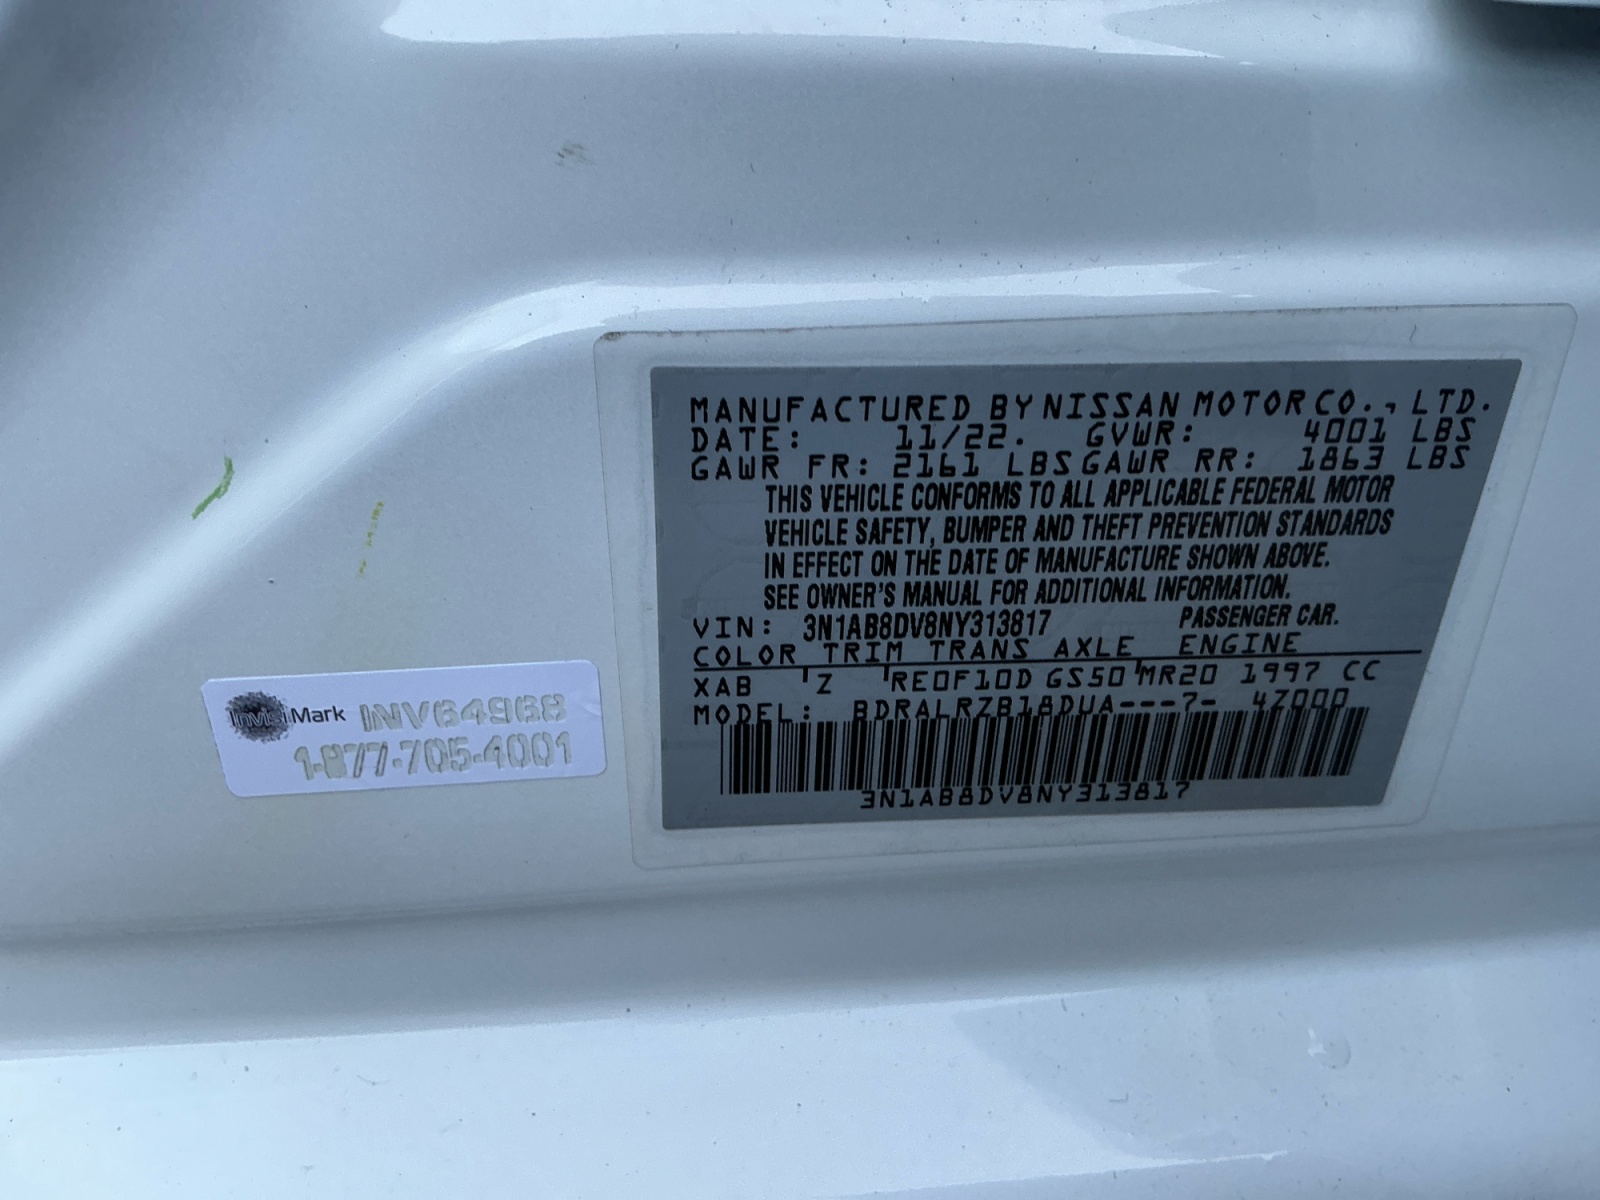 MANUFACTURED BY NISSAN MOTOR CO., LTD.
DATE: 11/22. GVWR: 4001 LBS
GAWR FR: 2161 LBS GAWR RR: 1863 LBS
THIS VEHICLE CONFORMS TO ALL APPLICABLE FEDERAL MOTOR
VEHICLE SAFETY, BUMPER AND THEFT PREVENTION STANDARDS
IN EFFECT ON THE DATE OF MANUFACTURE SHOWN ABOVE.
SEE OWNER'S MANUAL FOR ADDITIONAL INFORMATION.
VIN: 3N1AB8DV8NY313817 PASSENGER CAR.
COLOR TRIM TRANS AXLE ENGINE
XAB Z RE0F10D GS50 MR20 1997 CC
MODEL: BDRALRZB18DUA---7- 4Z000
3N1AB8DV8NY313817
InvisiMark INV64968
1-877-705-4001